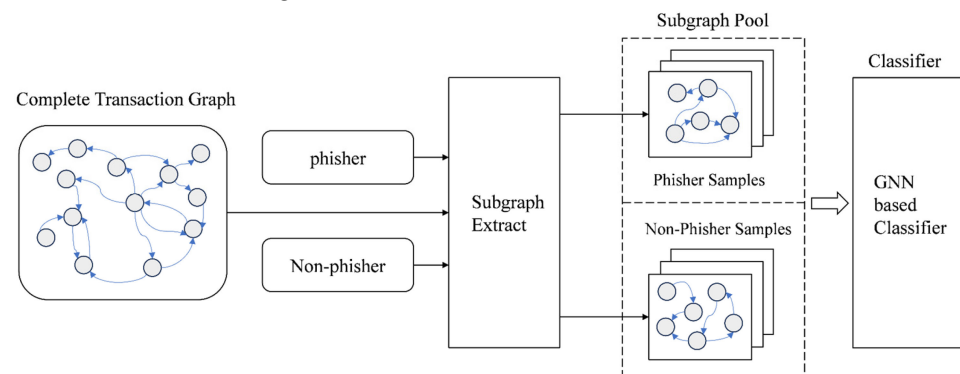 Subgraph Pool
Classifier
Complete Transaction Graph
phisher
Non-phisher
Subgraph
Extract
Phisher Samples
Non-Phisher Samples
GNN
based
Classifier